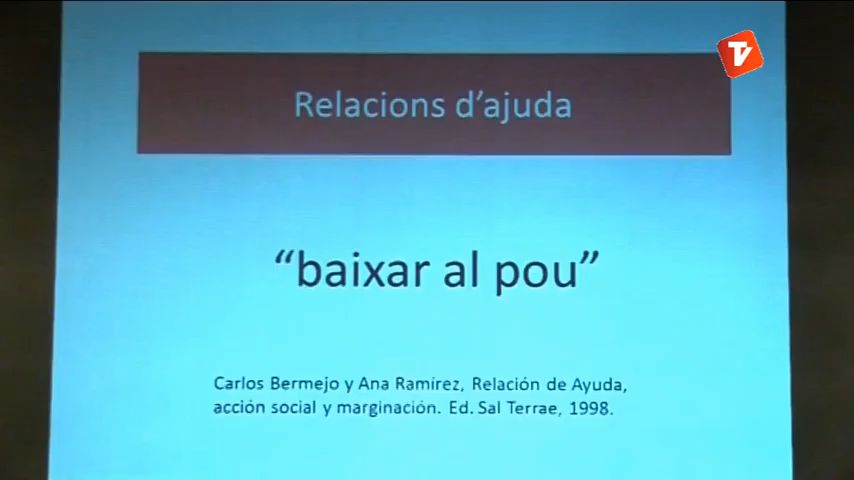 TV
Relacions d'ajuda
“baixar al pou”
Carlos Bermejo y Ana Ramírez, Relación de Ayuda,
acción social y marginación. Ed. Sal Terrae, 1998.